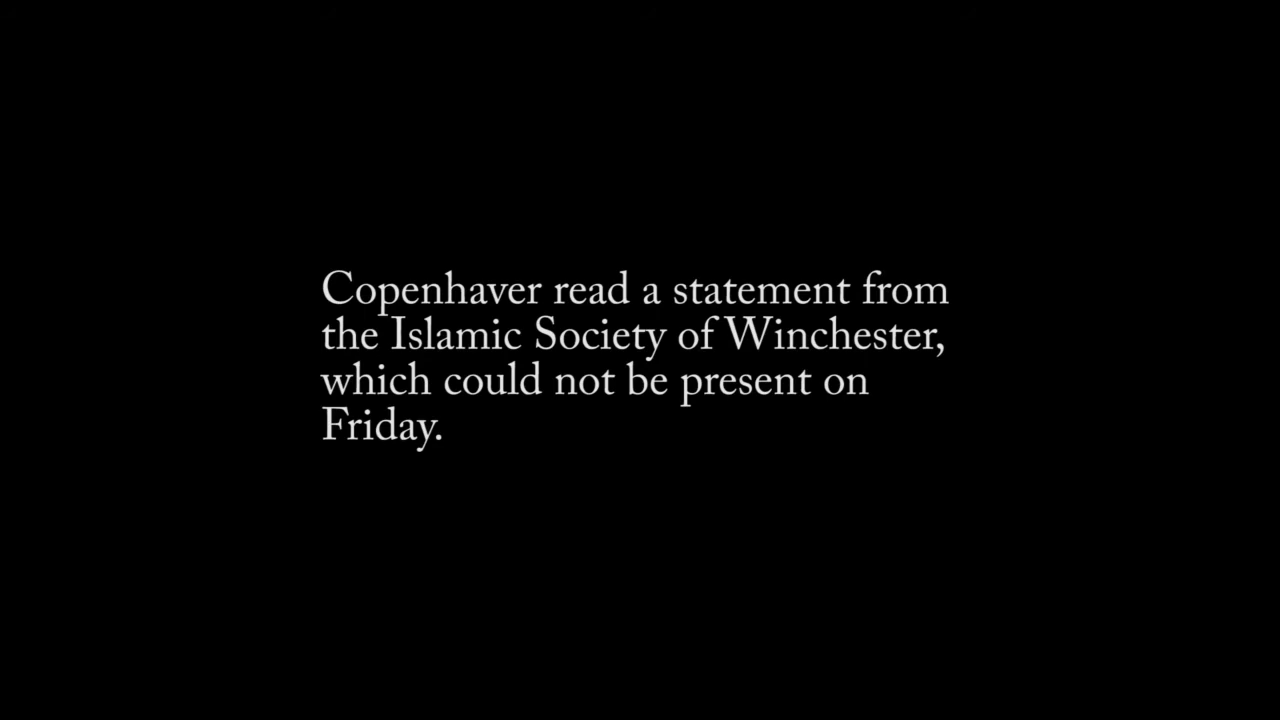 Copenhaver read a statement from
the Islamic Society of Winchester,
which could not be present on
Friday.